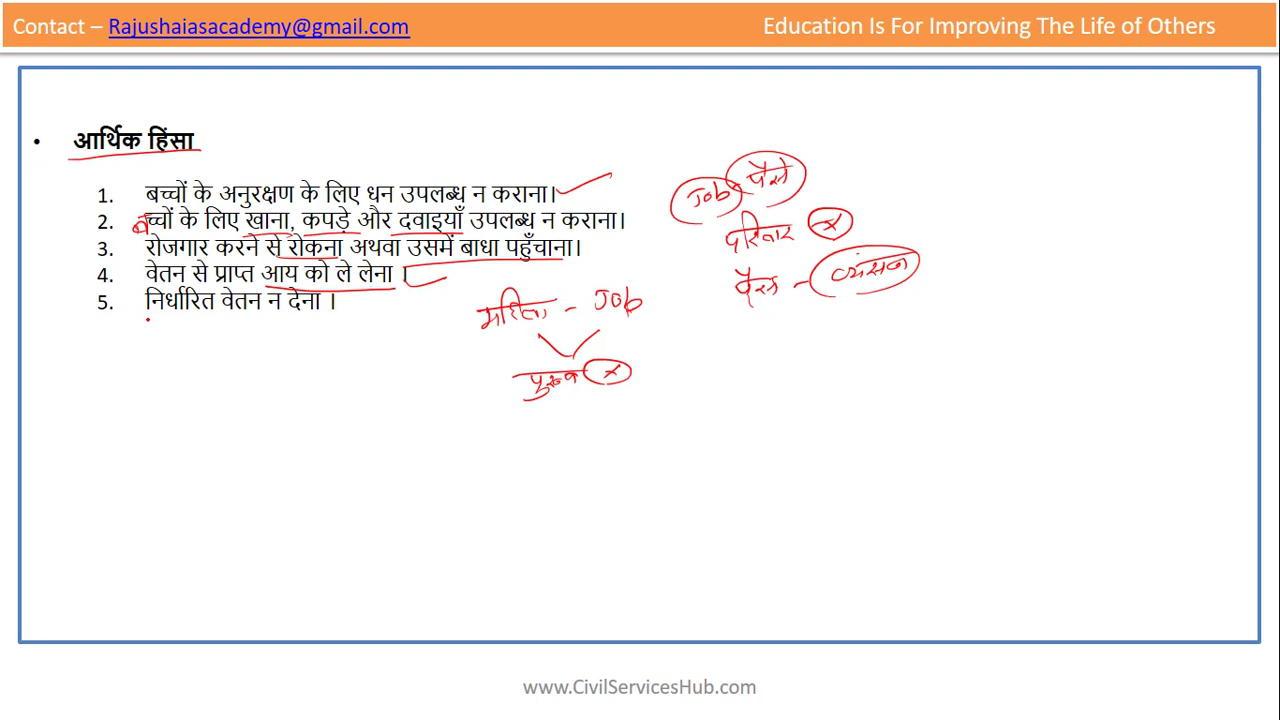 Contact – Rajushaiasacademy@gmail.com
Education Is For Improving The Life of Others
• आर्थिक हिंसा
1. बच्चों के अनुरक्षण के लिए धन उपलब्ध न कराना।
2. बच्चों के लिए खाना, कपड़े और दवाइयाँ उपलब्ध न कराना।
3. रोजगार करने से रोकना अथवा उसमें बाधा पहुँचाना।
4. वेतन से प्राप्त आय को ले लेना ।
5. निर्धारित वेतन न देना ।
Job पैसे
परिवार x
पैसा – व्यसन
महिला – Job
पुरुष x
www.CivilServicesHub.com